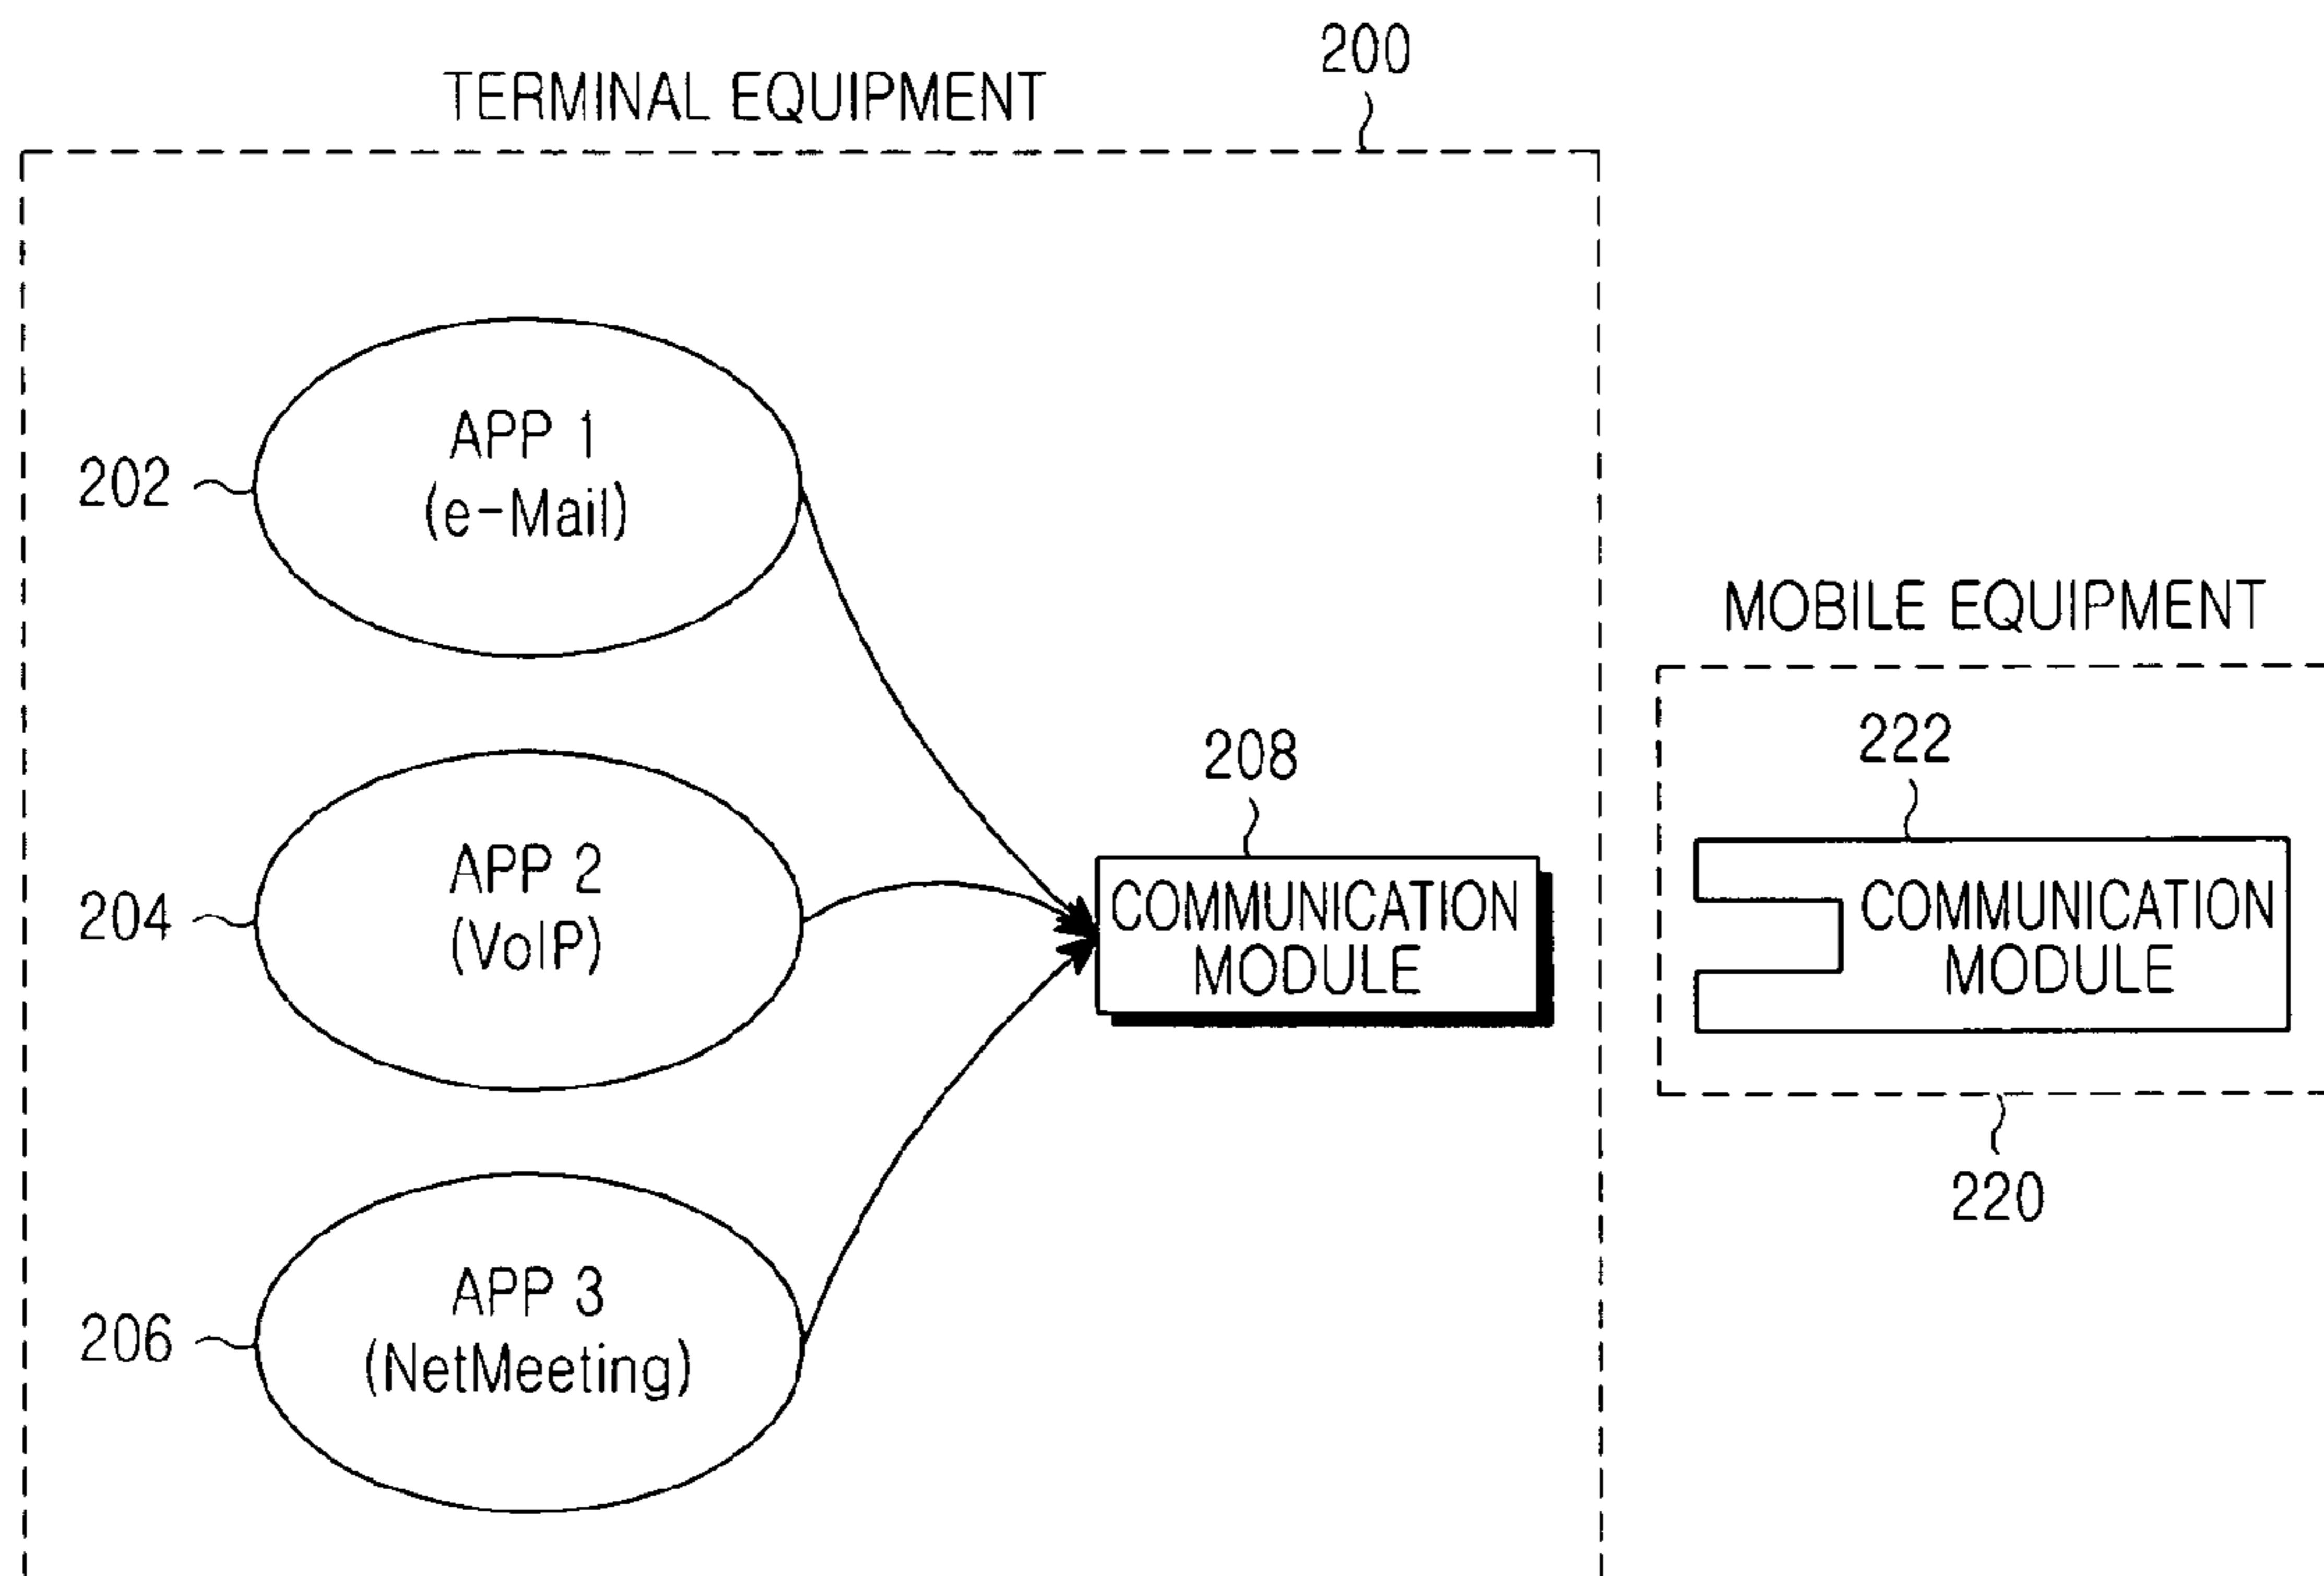 200
TERMINAL EQUIPMENT
APP 1
(e-Mail)
202
MOBILE EQUIPMENT
222
208
APP 2
(VoIP)
204
COMMUNICATION
MODULE
COMMUNICATION
MODULE
220
APP 3
(NetMeeting)
206